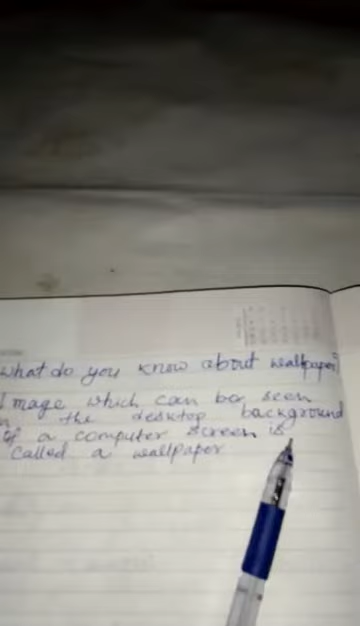 what do you know about wallpaper?
Image which can be seen
n the desktop background
of a computer screen is
called a wallpaper